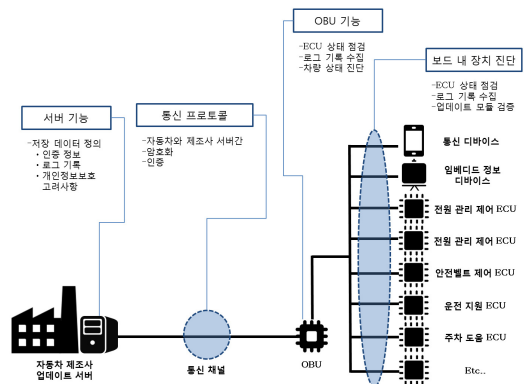 OBU 기능
-ECU 상태 점검
-로그 기록 수집
-차량 상태 진단
보드 내 장치 진단
-ECU 상태 점검
-로그 기록 수집
-업데이트 모듈 검증
서버 기능
-저장 데이터 정의
• 인증 정보
• 로그 기록
• 개인정보보호
고려사항
통신 프로토콜
-자동차와 제조사 서버간
-암호화
-인증
통신 디바이스
임베디드 정보
디바이스
전원 관리 제어 ECU
전원 관리 제어 ECU
안전벨트 제어 ECU
운전 지원 ECU
주차 도움 ECU
Etc..
자동차 제조사
업데이트 서버
통신 채널
OBU